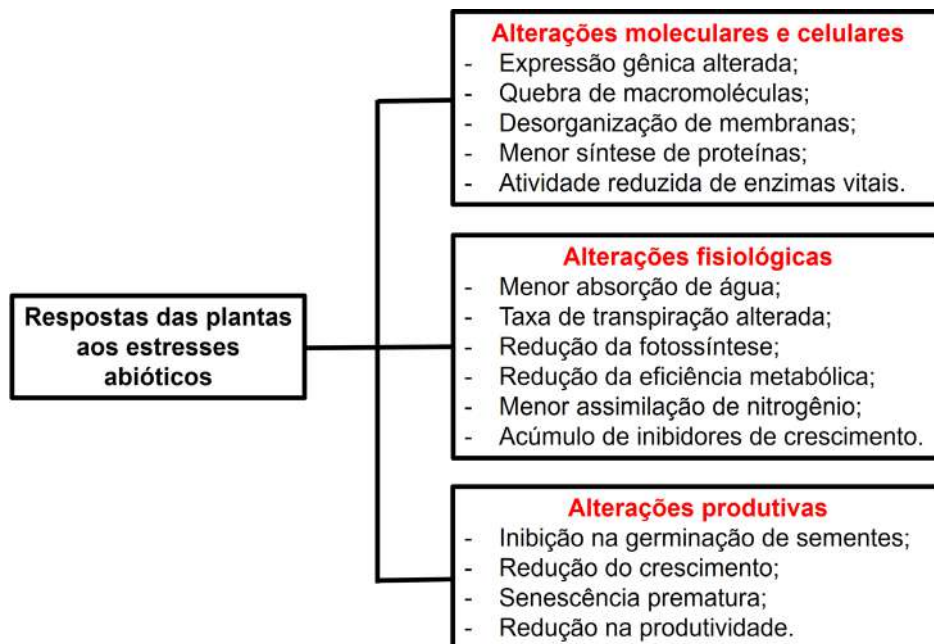 Respostas das plantas
aos estresses
abióticos
Alterações moleculares e celulares
- Expressão gênica alterada;
- Quebra de macromoléculas;
- Desorganização de membranas;
- Menor síntese de proteínas;
- Atividade reduzida de enzimas vitais.
Alterações fisiológicas
- Menor absorção de água;
- Taxa de transpiração alterada;
- Redução da fotossíntese;
- Redução da eficiência metabólica;
- Menor assimilação de nitrogênio;
- Acúmulo de inibidores de crescimento.
Alterações produtivas
- Inibição na germinação de sementes;
- Redução do crescimento;
- Senescência prematura;
- Redução na produtividade.